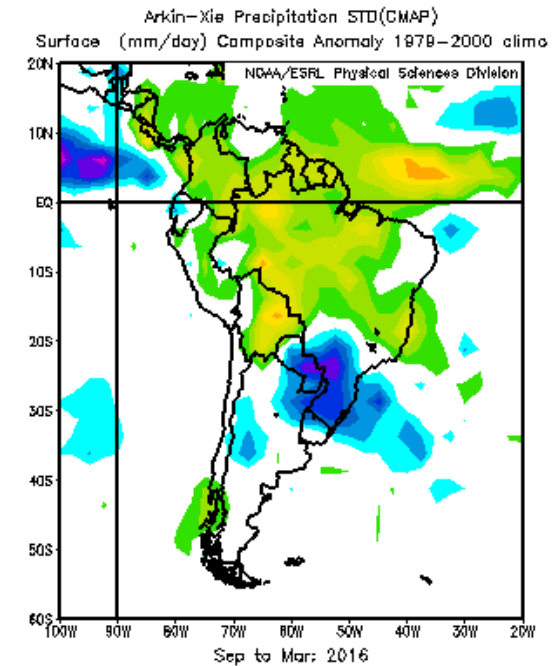 Arkin-Xie Precipitation STD(CMAP)
Surface (mm/day) Composite Anomaly 1979-2000 climo
NOAA/ESRL Physical Sciences Division
20N
10N
EQ
10S
20S
30S
40S
50S
60S
100W 90W 80W 70W 60W 50W 40W 30W 20W
Sep to Mar: 2016